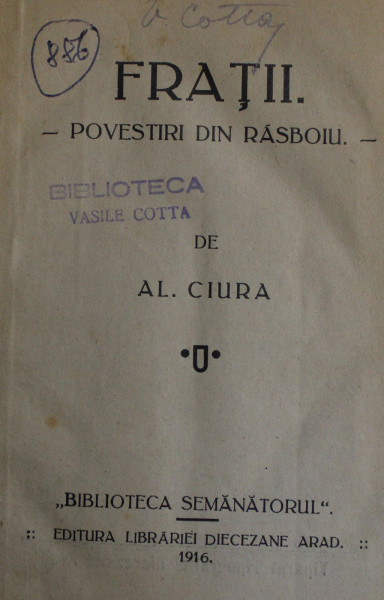 V. Cotta
886
FRAŢII.
— POVESTIRI DIN RĂSBOIU. —
BIBLIOTECA
VASILE COTTA
DE
AL. CIURA
„BIBLIOTECA SEMĂNĂTORUL“.
:: EDITURA LIBRĂRIEI DIECEZANE ARAD. ::
1916.